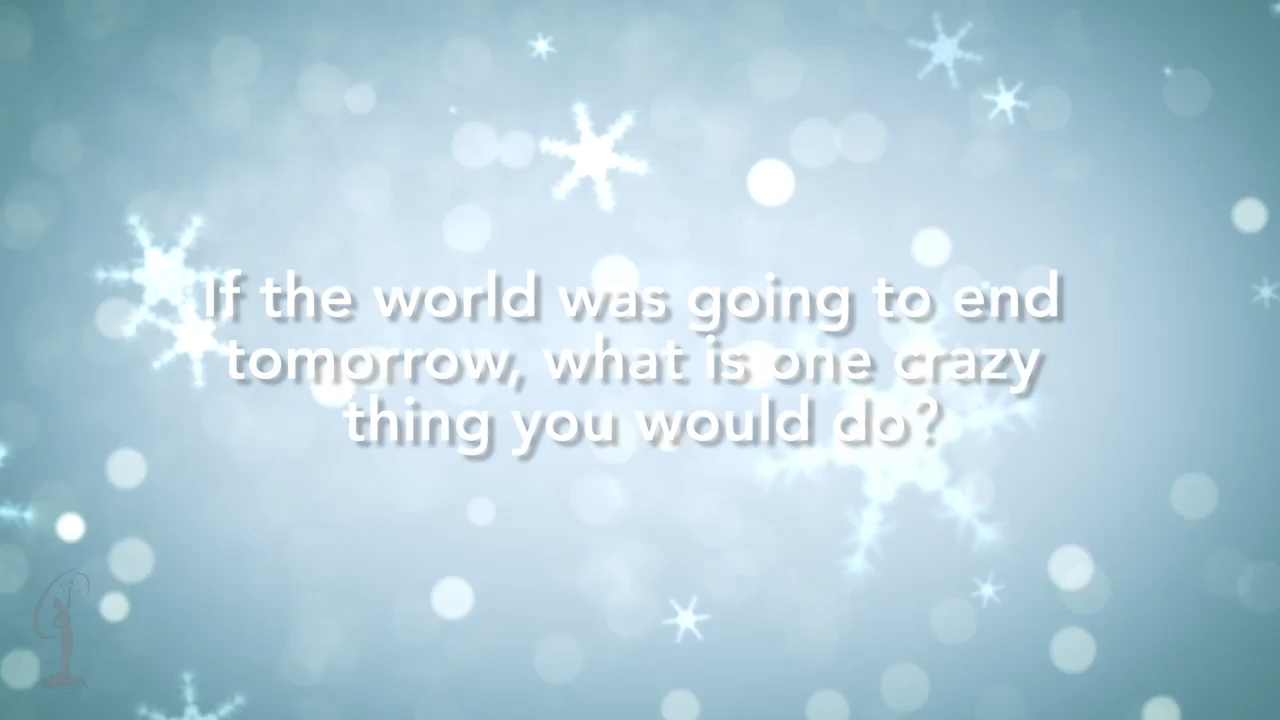 If the world was going to end
tomorrow, what is one crazy
thing you would do?